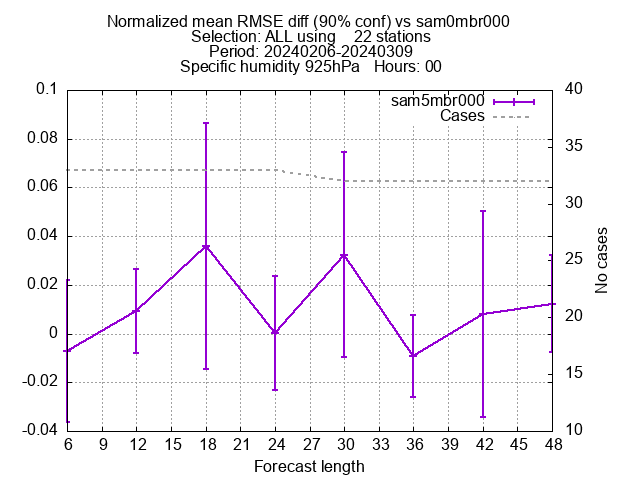 Normalized mean RMSE diff (90% conf) vs sam0mbr000
Selection: ALL using    22 stations
Period: 20240206-20240309
Specific humidity 925hPa   Hours: 00
sam5mbr000
Cases
0.1
0.08
0.06
0.04
0.02
0
-0.02
-0.04
40
35
30
25
20
15
10
No cases
6 12 15 18 21 24 27 30 33 36 39 42 45 48
Forecast length